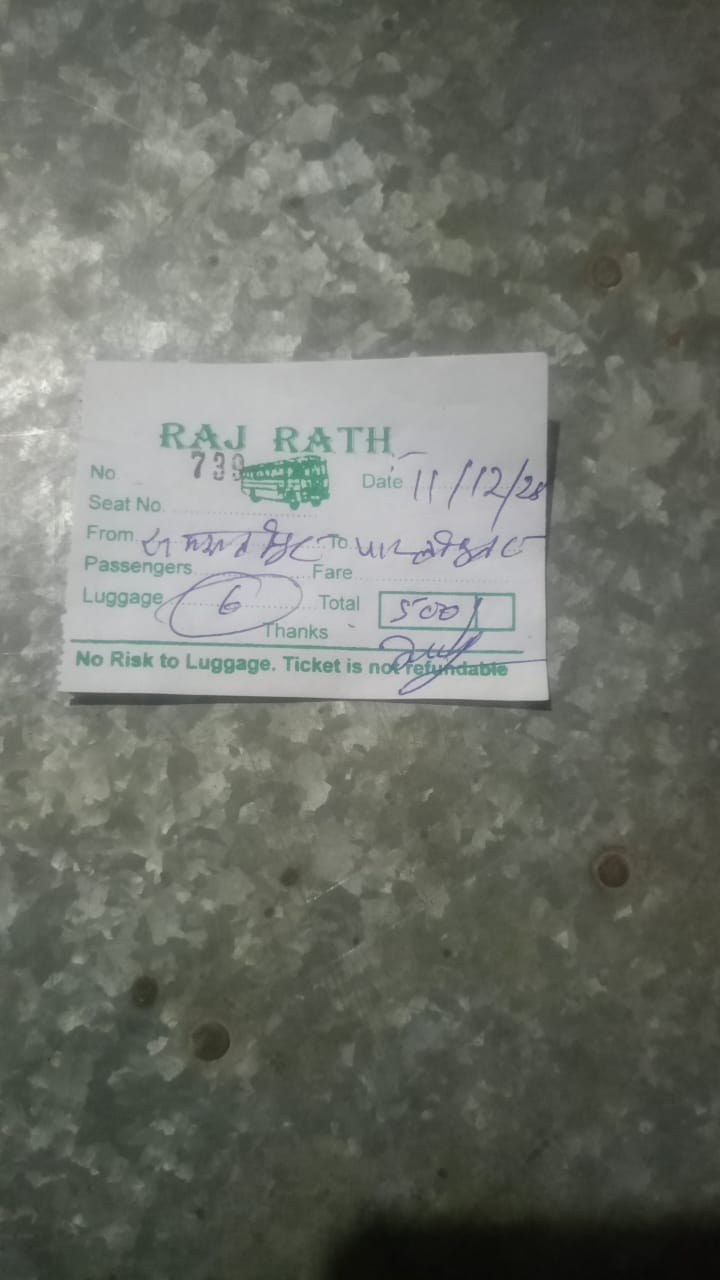 RAJ RATH
No 739 Date 11/12/28
Seat No.
From To
Passengers Fare
Luggage 6 Total 500/
Thanks
No Risk to Luggage. Ticket is not refundable